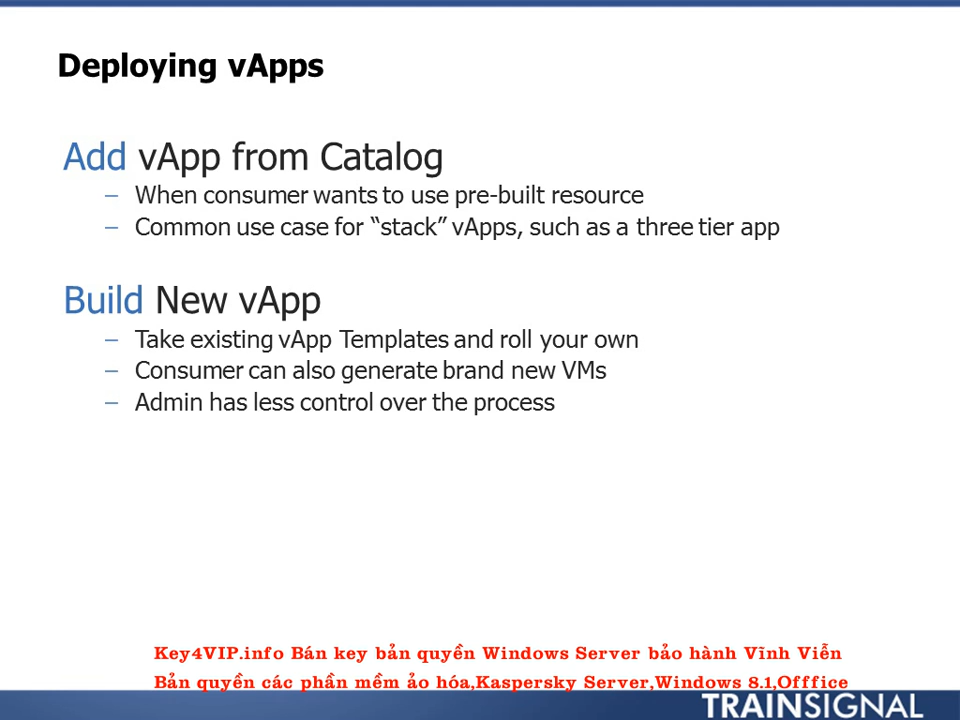 Deploying vApps
Add vApp from Catalog
– When consumer wants to use pre-built resource
– Common use case for “stack” vApps, such as a three tier app
Build New vApp
– Take existing vApp Templates and roll your own
– Consumer can also generate brand new VMs
– Admin has less control over the process
Key4VIP.info Bán key bản quyền Windows Server bảo hành Vĩnh Viễn
Bản quyền các phần mềm ảo hóa,Kaspersky Server,Windows 8.1,Offfice
TRAINSIGNAL